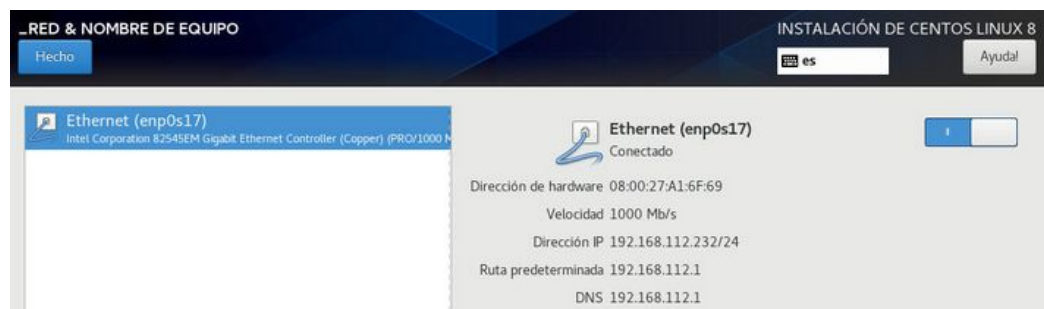 _RED & NOMBRE DE EQUIPO
Hecho
INSTALACIÓN DE CENTOS LINUX 8
es
Ayuda!
Ethernet (enp0s17)
Intel Corporation 82545EM Gigabit Ethernet Controller (Copper) (PRO/1000 M
Ethernet (enp0s17)
Conectado
Dirección de hardware 08:00:27:A1:6F:69
Velocidad 1000 Mb/s
Dirección IP 192.168.112.232/24
Ruta predeterminada 192.168.112.1
DNS 192.168.112.1